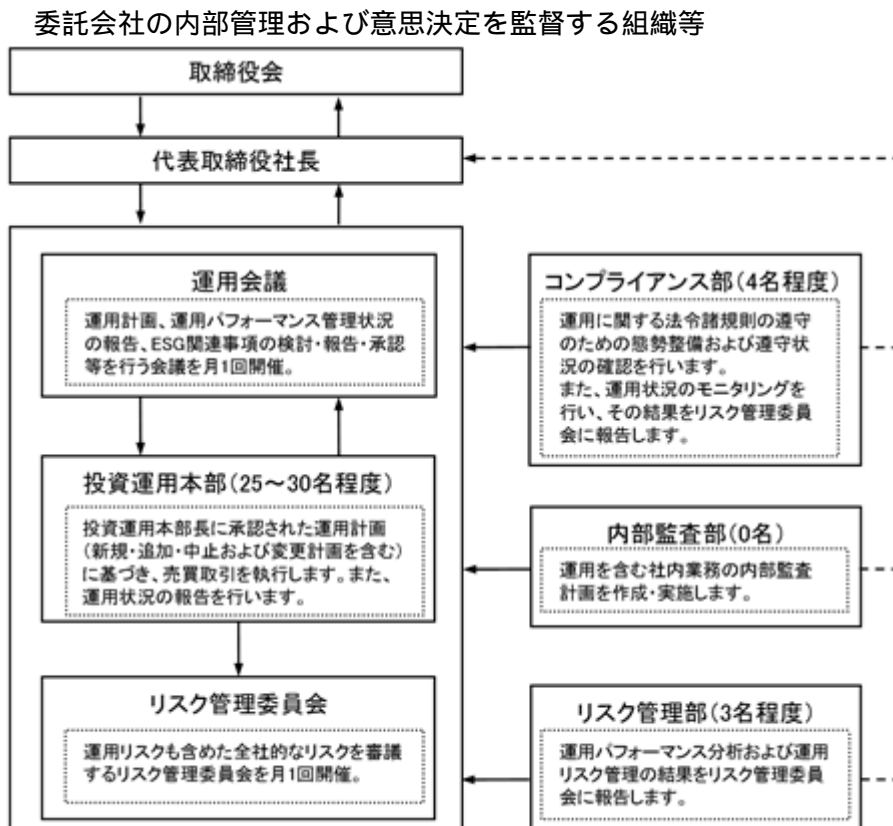 委託会社の内部管理および意思決定を監督する組織等
取締役会
代表取締役社長
運用会議
運用計画、運用パフォーマンス管理状況
の報告、ESG関連事項の検討・報告・承認
等を行う会議を月1回開催。
投資運用本部(25～30名程度)
投資運用本部長に承認された運用計画
(新規・追加・中止および変更計画を含む)
に基づき、売買取引を執行します。また、
運用状況の報告を行います。
リスク管理委員会
運用リスクも含めた全社的なリスクを審議
するリスク管理委員会を月1回開催。
コンプライアンス部(4名程度)
運用に関する法令諸規則の遵守
のための態勢整備および遵守状
況の確認を行います。
また、運用状況のモニタリングを
行い、その結果をリスク管理委員
会に報告します。
内部監査部(0名)
運用を含む社内業務の内部監査
計画を作成・実施します。
リスク管理部(3名程度)
運用パフォーマンス分析および運用
リスク管理の結果をリスク管理委員
会に報告します。